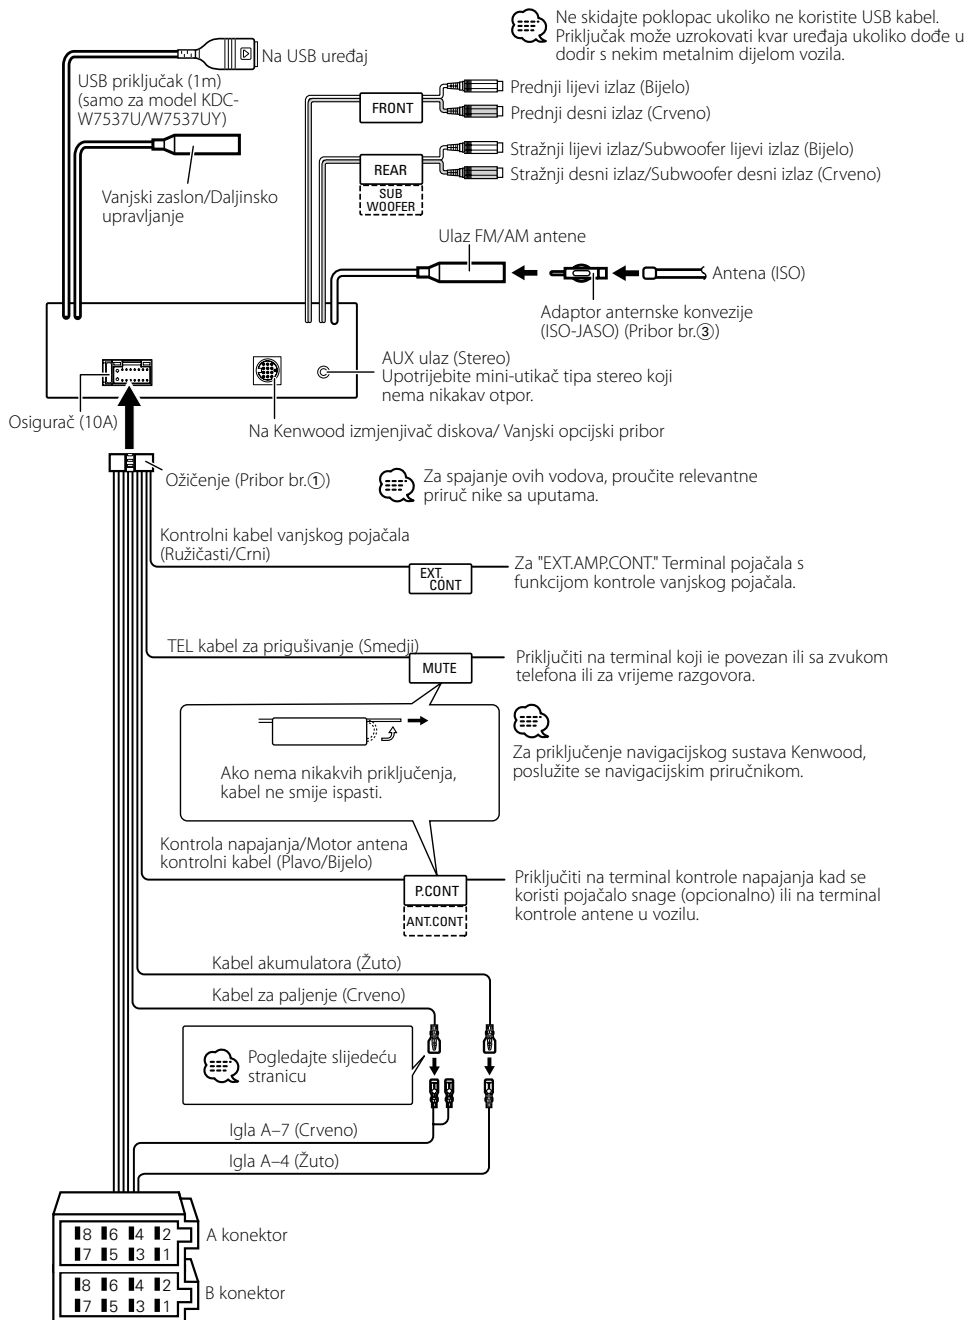 Ne skidajte poklopac ukoliko ne koristite USB kabel.
Priključak može uzrokovati kvar uređaja ukoliko dođe u
dodir s nekim metalnim dijelom vozila.
Na USB uređaj
USB priključak (1m)
(samo za model KDC-
W7537U/W7537UY)
FRONT
Prednji lijevi izlaz (Bijelo)
Prednji desni izlaz (Crveno)
Vanjski zaslon/Daljinsko
upravljanje
REAR
SUB
WOOFER
Stražnji lijevi izlaz/Subwoofer lijevi izlaz (Bijelo)
Stražnji desni izlaz/Subwoofer desni izlaz (Crveno)
Ulaz FM/AM antene
Antena (ISO)
Adaptor anternske konvezije
(ISO-JASO) (Pribor br.③)
AUX ulaz (Stereo)
Upotrijebite mini-utikač tipa stereo koji
nema nikakav otpor.
Osigurač (10A)
Na Kenwood izmjenjivač diskova/ Vanjski opcijski pribor
Ožičenje (Pribor br.①)
Za spajanje ovih vodova, proučite relevantne
priruč nike sa uputama.
Kontrolni kabel vanjskog pojačala
(Ružičasti/Crni)
EXT.
CONT
Za "EXT.AMP.CONT." Terminal pojačala s
funkcijom kontrole vanjskog pojačala.
TEL kabel za prigušivanje (Smedji)
MUTE
Priključiti na terminal koji ie povezan ili sa zvukom
telefona ili za vrijeme razgovora.
Ako nema nikakvih priključenja,
kabel ne smije ispasti.
Za priključenje navigacijskog sustava Kenwood,
poslužite se navigacijskim priručnikom.
Kontrola napajanja/Motor antena
kontrolni kabel (Plavo/Bijelo)
P.CONT
ANT.CONT
Priključiti na terminal kontrole napajanja kad se
koristi pojačalo snage (opcionalno) ili na terminal
kontrole antene u vozilu.
Kabel akumulatora (Žuto)
Kabel za paljenje (Crveno)
Pogledajte slijedeću
stranicu
Igla A–7 (Crveno)
Igla A–4 (Žuto)
8 6 4 2
7 5 3 1
A konektor
8 6 4 2
7 5 3 1
B konektor